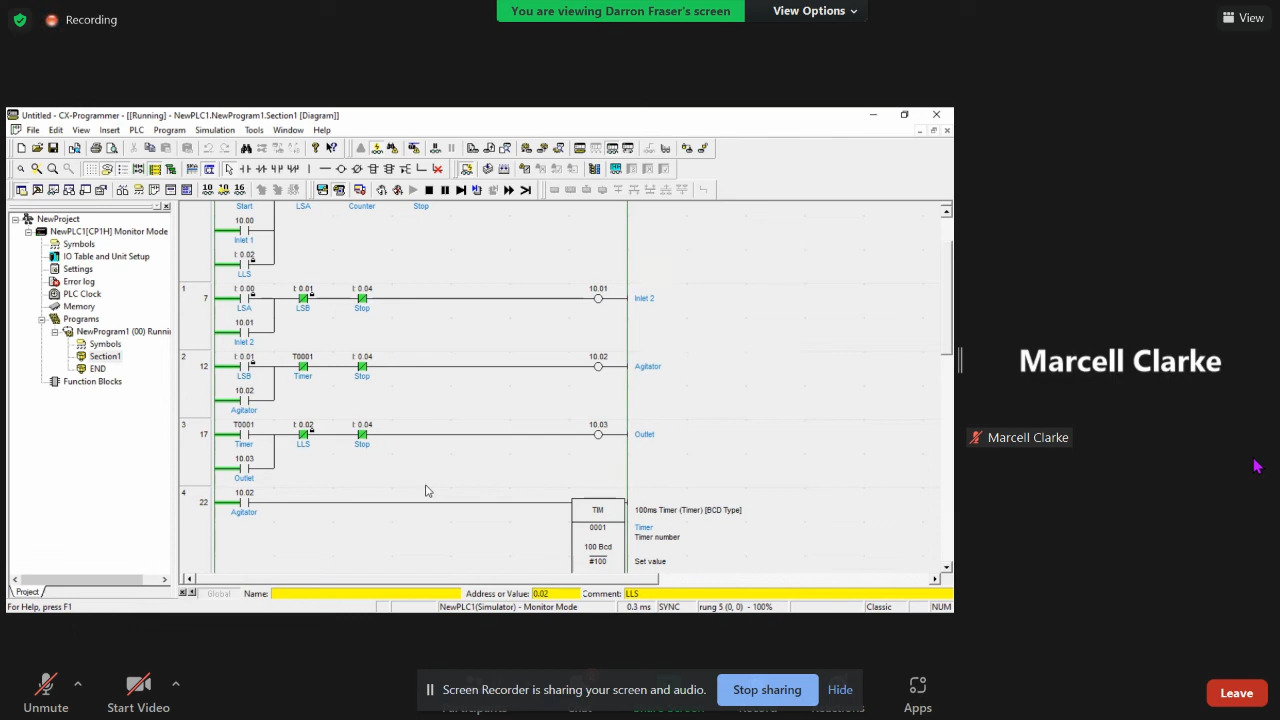 Recording
You are viewing Darron Fraser's screen
View Options
View
Untitled - CX-Programmer - [[Running] - NewPLC1.NewProgram1.Section1 [Diagram]]
File Edit View Insert PLC Program Simulation Tools Window Help
NewProject
NewPLC1[CP1H] Monitor Mode
Symbols
IO Table and Unit Setup
Settings
Error log
PLC Clock
Memory
Programs
NewProgram1 (00) Runnin
Symbols
Section1
END
Function Blocks
Project
Start LSA Counter Stop
10.00
Inlet 1
I: 0.02
LLS
1
7
I: 0.00 I: 0.01 I: 0.04 10.01
Inlet 2
LSA LSB Stop
10.01
Inlet 2
2
12
I: 0.01 T0001 I: 0.04 10.02
Agitator
LSB Timer Stop
10.02
Agitator
3
17
T0001 I: 0.02 I: 0.04 10.03
Outlet
Timer LLS Stop
10.03
Outlet
4
22
10.02
Agitator
TIM 100ms Timer (Timer) [BCD Type]
0001 Timer
Timer number
100 Bcd
#100 Set value
Global Name: Address or Value: 0.02 Comment: LLS
For Help, press F1 NewPLC1(Simulator) - Monitor Mode 0.3 ms SYNC rung 5 (0, 0) - 100% Classic NUM
Marcell Clarke
Marcell Clarke
Unmute
Start Video
Screen Recorder is sharing your screen and audio. Stop sharing Hide
Apps
Leave